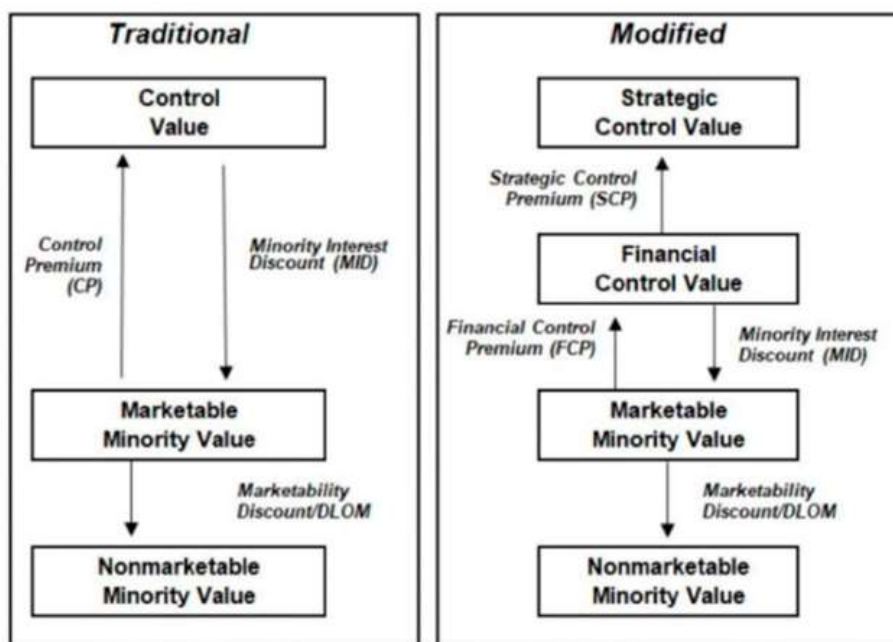 Traditional
Control
Value
Control
Premium
(CP)
Minority Interest
Discount (MID)
Marketable
Minority Value
Marketability
Discount/DLOM
Nonmarketable
Minority Value
Modified
Strategic
Control Value
Strategic Control
Premium (SCP)
Financial
Control Value
Financial Control
Premium (FCP)
Minority Interest
Discount (MID)
Marketable
Minority Value
Marketability
Discount/DLOM
Nonmarketable
Minority Value